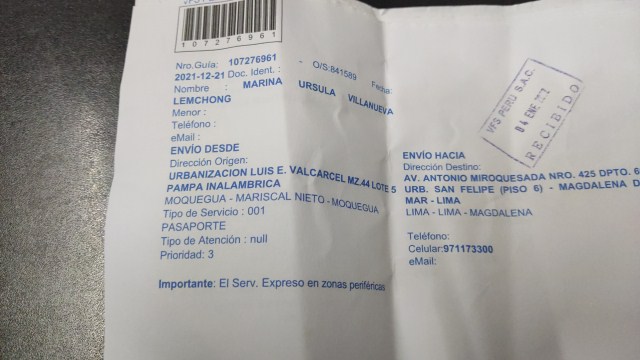 107276961
Nro.Guía: 107276961 - O/S:841589 Fecha:
2021-12-21 Doc. Ident. :
Nombre : MARINA URSULA VILLANUEVA
LEMCHONG
Menor :
Teléfono :
eMail :
ENVÍO DESDE
Dirección Origen:
URBANIZACION LUIS E. VALCARCEL MZ.44 LOTE 5
PAMPA INALAMBRICA
MOQUEGUA - MARISCAL NIETO - MOQUEGUA
Tipo de Servicio : 001
PASAPORTE
Tipo de Atención : null
Prioridad: 3
Importante: El Serv. Expreso en zonas periféricas
VFS PERU S.A.C.
04 ENE
RECIBIDO
ENVÍO HACIA
Dirección Destino:
AV. ANTONIO MIROQUESADA NRO. 425 DPTO. 6
URB. SAN FELIPE (PISO 6) - MAGDALENA D
MAR - LIMA
LIMA - LIMA - MAGDALENA
Teléfono:
Celular:971173300
eMail: